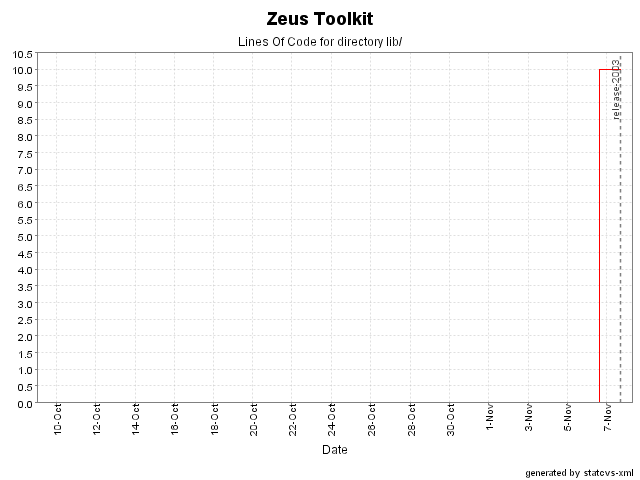 Zeus Toolkit
Lines Of Code for directory lib/
10.5
10.0
9.5
9.0
8.5
8.0
7.5
7.0
6.5
6.0
5.5
5.0
4.5
4.0
3.5
3.0
2.5
2.0
1.5
1.0
0.5
0.0
release-2003
10-Oct
12-Oct
14-Oct
16-Oct
18-Oct
20-Oct
22-Oct
24-Oct
26-Oct
28-Oct
30-Oct
1-Nov
3-Nov
5-Nov
7-Nov
Date
generated by statcvs-xml